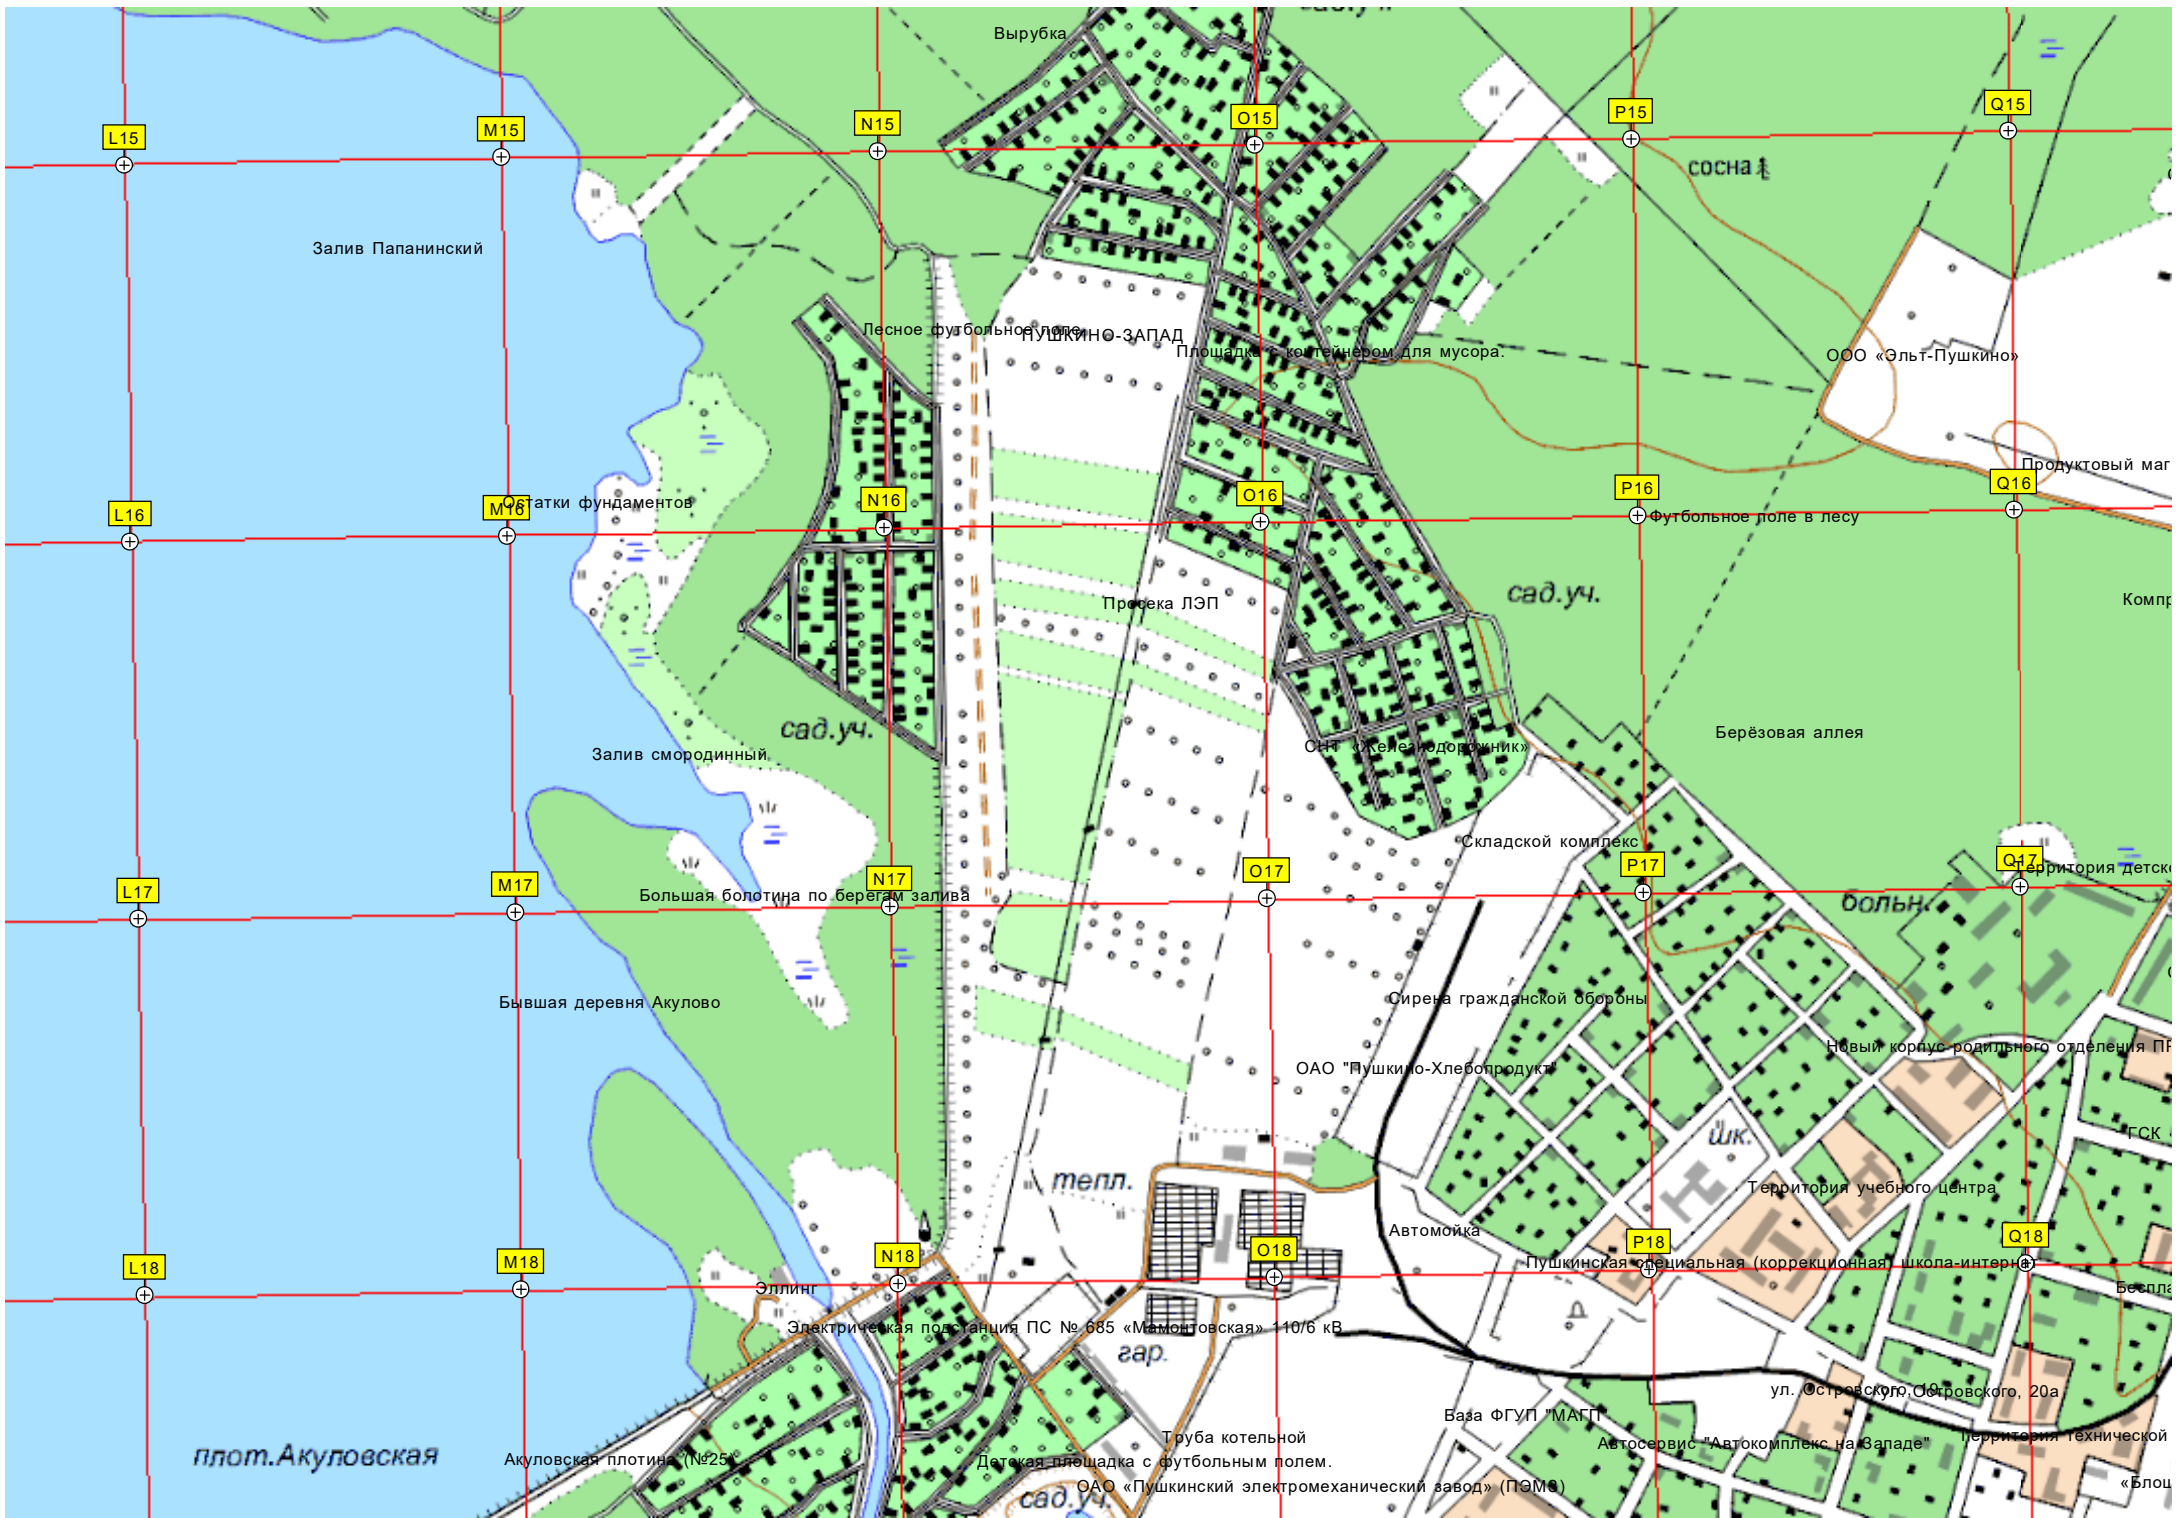 Вырубка
L15
M15
N15
O15
P15
Q15
сосна
Залив Папанинский
Лесное футбольное поле
ПУШКИНО-ЗАПАД
Площадка с контейнером для мусора.
ООО «Эльт-Пушкино»
Продуктовый маг
L16
M16
N16
O16
P16
Q16
Остатки фундаментов
Футбольное поле в лесу
сад.уч.
Просека ЛЭП
Компр
сад.уч.
Берёзовая аллея
СНТ «Железнодорожник»
Залив смородинный
Складской комплекс
L17
M17
N17
O17
P17
Q17
Территория детск
Большая болотина по берегам залива
больн.
Бывшая деревня Акулово
Сирена гражданской обороны
Новый корпус родильного отделения
ОАО "Пушкино-Хлебопродукт"
шк.
ГСК
тепл.
Территория учебного центра
Автомойка
L18
M18
N18
O18
P18
Q18
Пушкинская специальная (коррекционная) школа-интернат
Эллинг
Беспла
Электрическая подстанция ПС № 685 «Мамонтовская» 110/6 кВ
гар.
ул. Островского,
ул. Островского, 20а
База ФГУП "МАГП"
Труба котельной
Автосервис "Автокомплекс на Западе"
Территория технической
плот.Акуловская
Акуловская плотина (№25)
Детская площадка с футбольным полем.
ОАО «Пушкинский электромеханический завод» (ПЭМЗ)
«Блош
сад.уч.